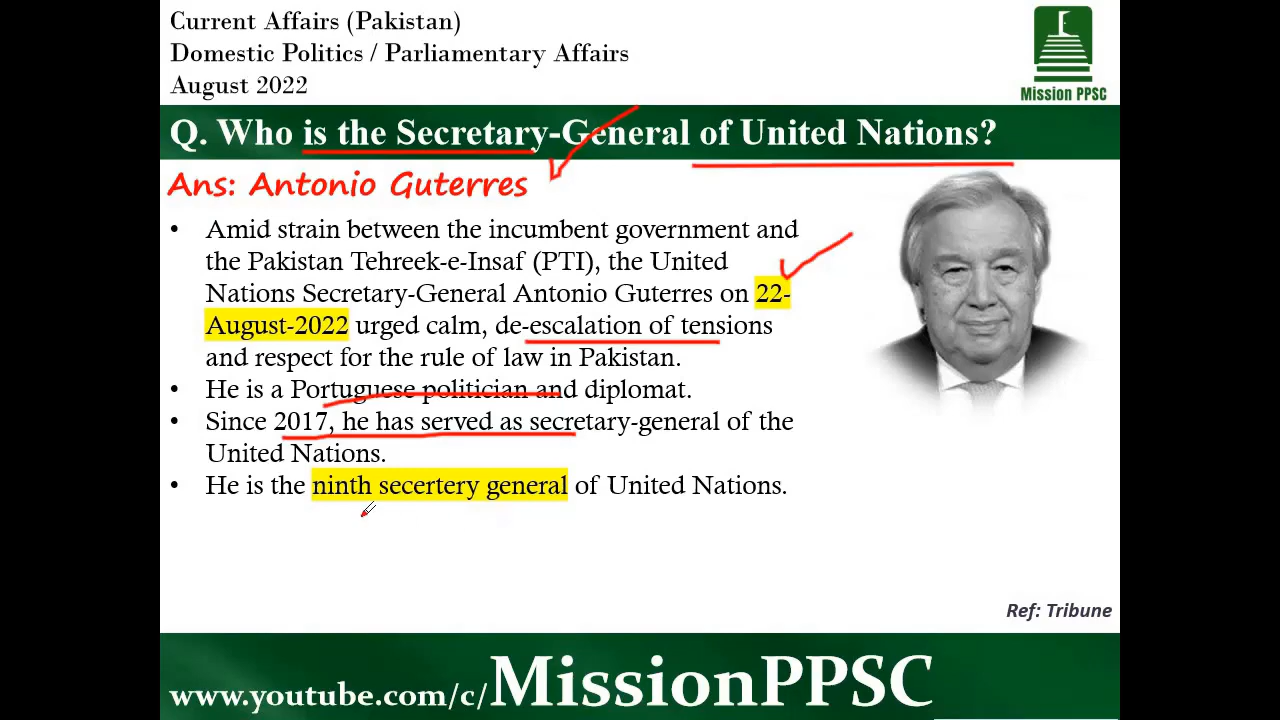 Current Affairs (Pakistan)
Domestic Politics / Parliamentary Affairs
August 2022
Mission PPSC
Q. Who is the Secretary-General of United Nations?
Ans: Antonio Guterres
• Amid strain between the incumbent government and
the Pakistan Tehreek-e-Insaf (PTI), the United
Nations Secretary-General Antonio Guterres on 22-
August-2022 urged calm, de-escalation of tensions
and respect for the rule of law in Pakistan.
• He is a Portuguese politician and diplomat.
• Since 2017, he has served as secretary-general of the
United Nations.
• He is the ninth secertery general of United Nations.
Ref: Tribune
www.youtube.com/c/MissionPPSC